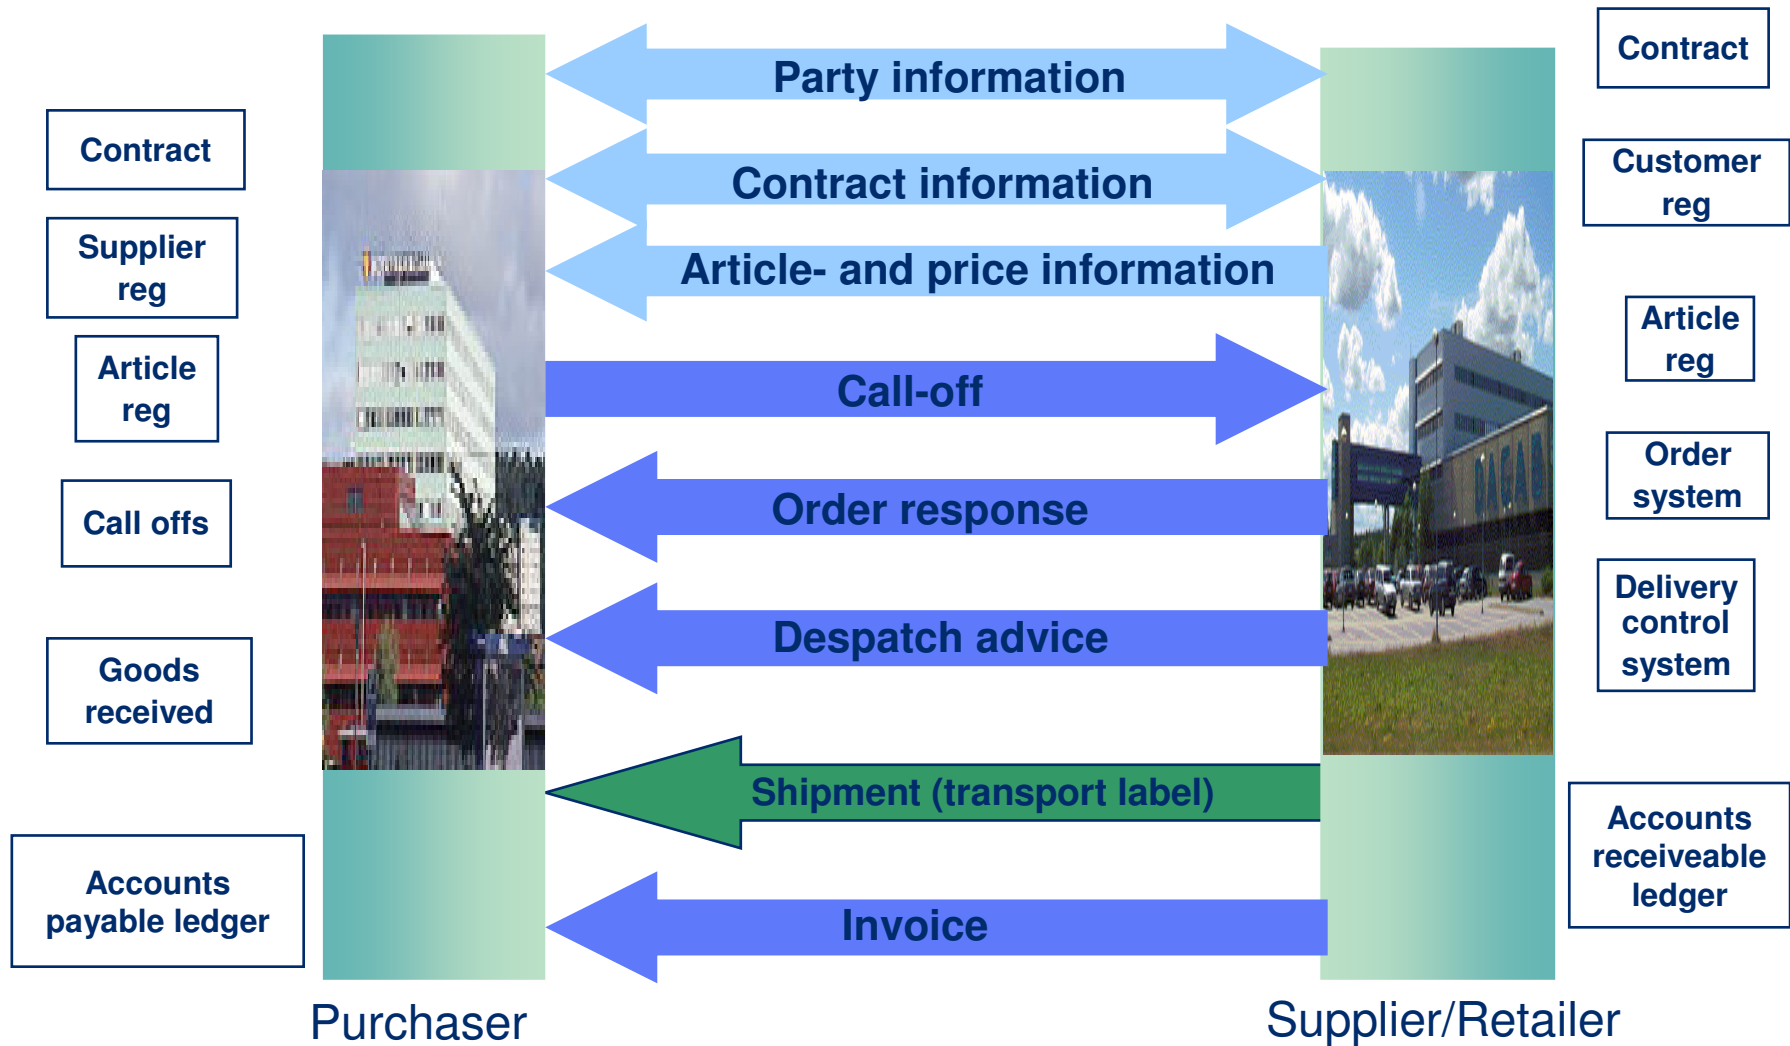 Contract
Supplier
reg
Article
reg
Call offs
Goods
received
Accounts
payable ledger
Party information
Contract information
Article- and price information
Call-off
Order response
Despatch advice
Shipment (transport label)
Invoice
DAGAB
Contract
Customer
reg
Article
reg
Order
system
Delivery
control
system
Accounts
receiveable
ledger
Purchaser
Supplier/Retailer